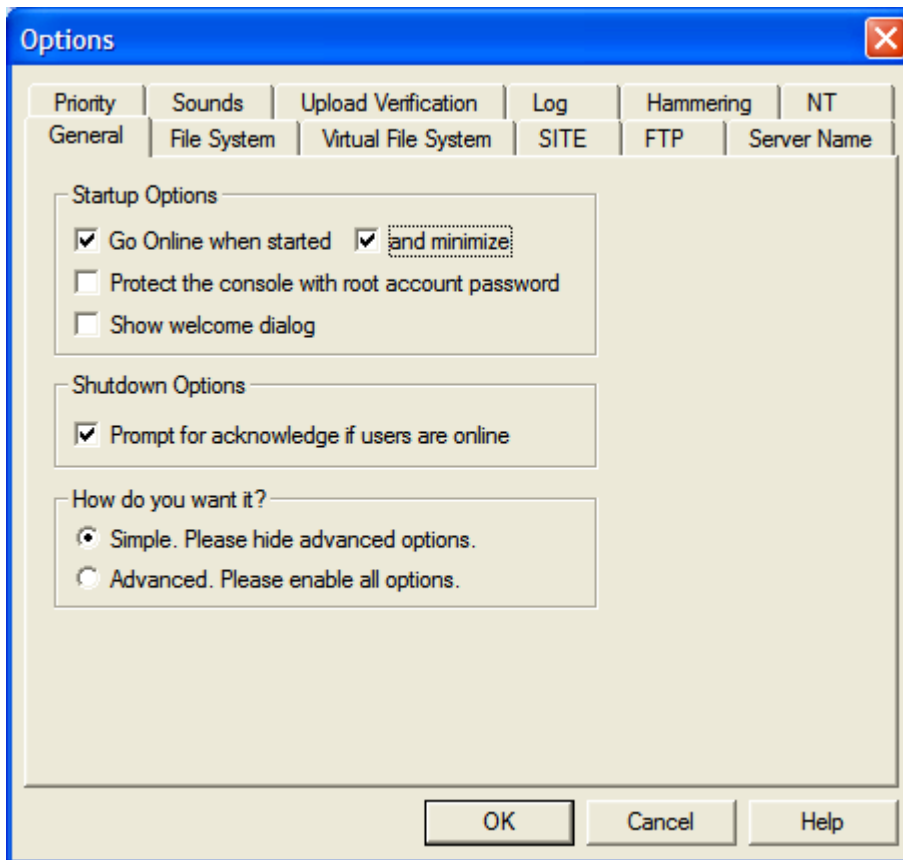 Options
Priority Sounds Upload Verification Log Hammering NT
General File System Virtual File System SITE FTP Server Name
Startup Options
Go Online when started and minimize
Protect the console with root account password
Show welcome dialog
Shutdown Options
Prompt for acknowledge if users are online
How do you want it?
Simple. Please hide advanced options.
Advanced. Please enable all options.
OK Cancel Help